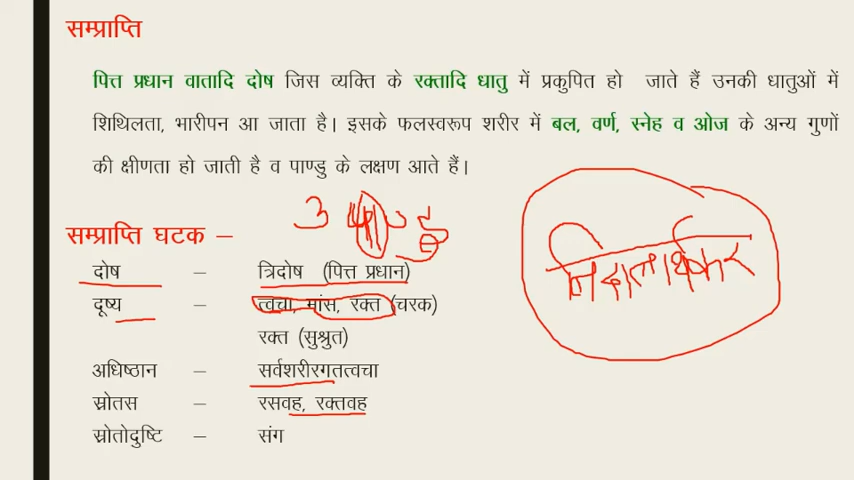 सम्प्राप्ति
पित्त प्रधान वातादि दोष जिस व्यक्ति के रक्तादि धातु में प्रकुपित हो जाते हैं उनकी धातुओं में
शिथिलता, भारीपन आ जाता है। इसके फलस्वरूप शरीर में बल, वर्ण, स्नेह व ओज के अन्य गुणों
की क्षीणता हो जाती है व पाण्डु के लक्षण आते हैं।
सम्प्राप्ति घटक –
दोष – त्रिदोष (पित्त प्रधान)
दूष्य – त्वचा, मांस, रक्त (चरक)
रक्त (सुश्रुत)
अधिष्ठान – सर्वशरीरगतत्वचा
स्रोतस – रसवह, रक्तवह
स्रोतोदुष्टि – संग
निदानार्थकर